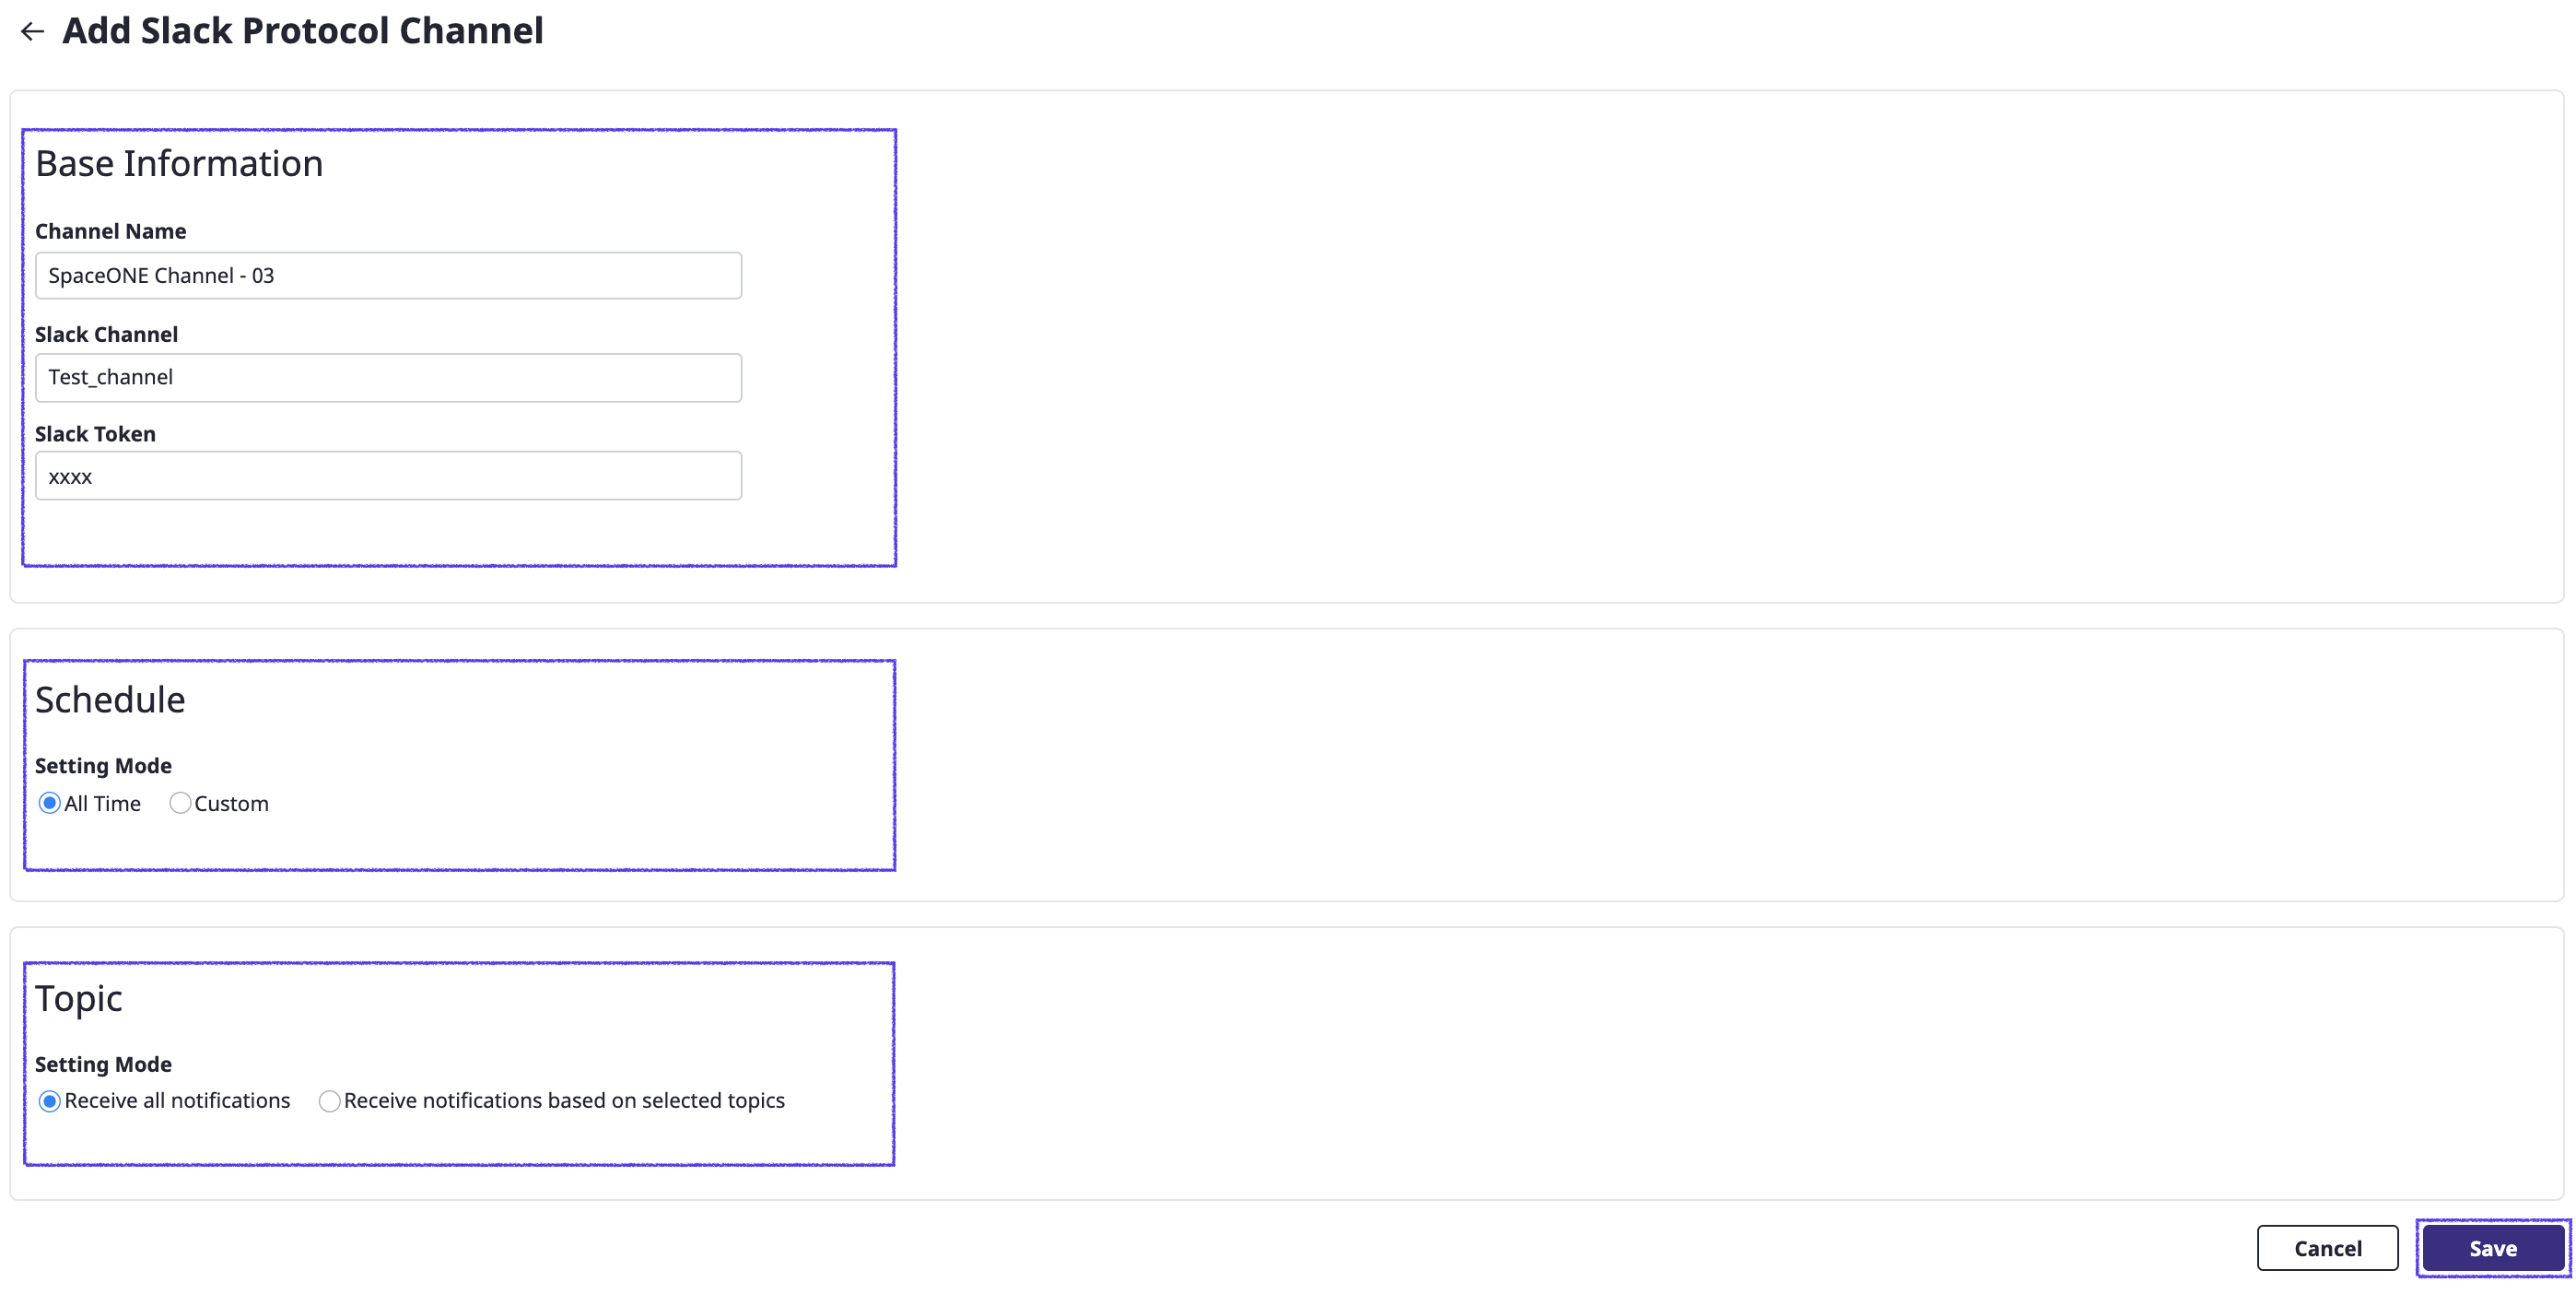 Add Slack Protocol Channel
Base Information
Channel Name
SpaceONE Channel - 03
Slack Channel
Test_channel
Slack Token
xxxx
Schedule
Setting Mode
All Time Custom
Topic
Setting Mode
Receive all notifications Receive notifications based on selected topics
Cancel Save